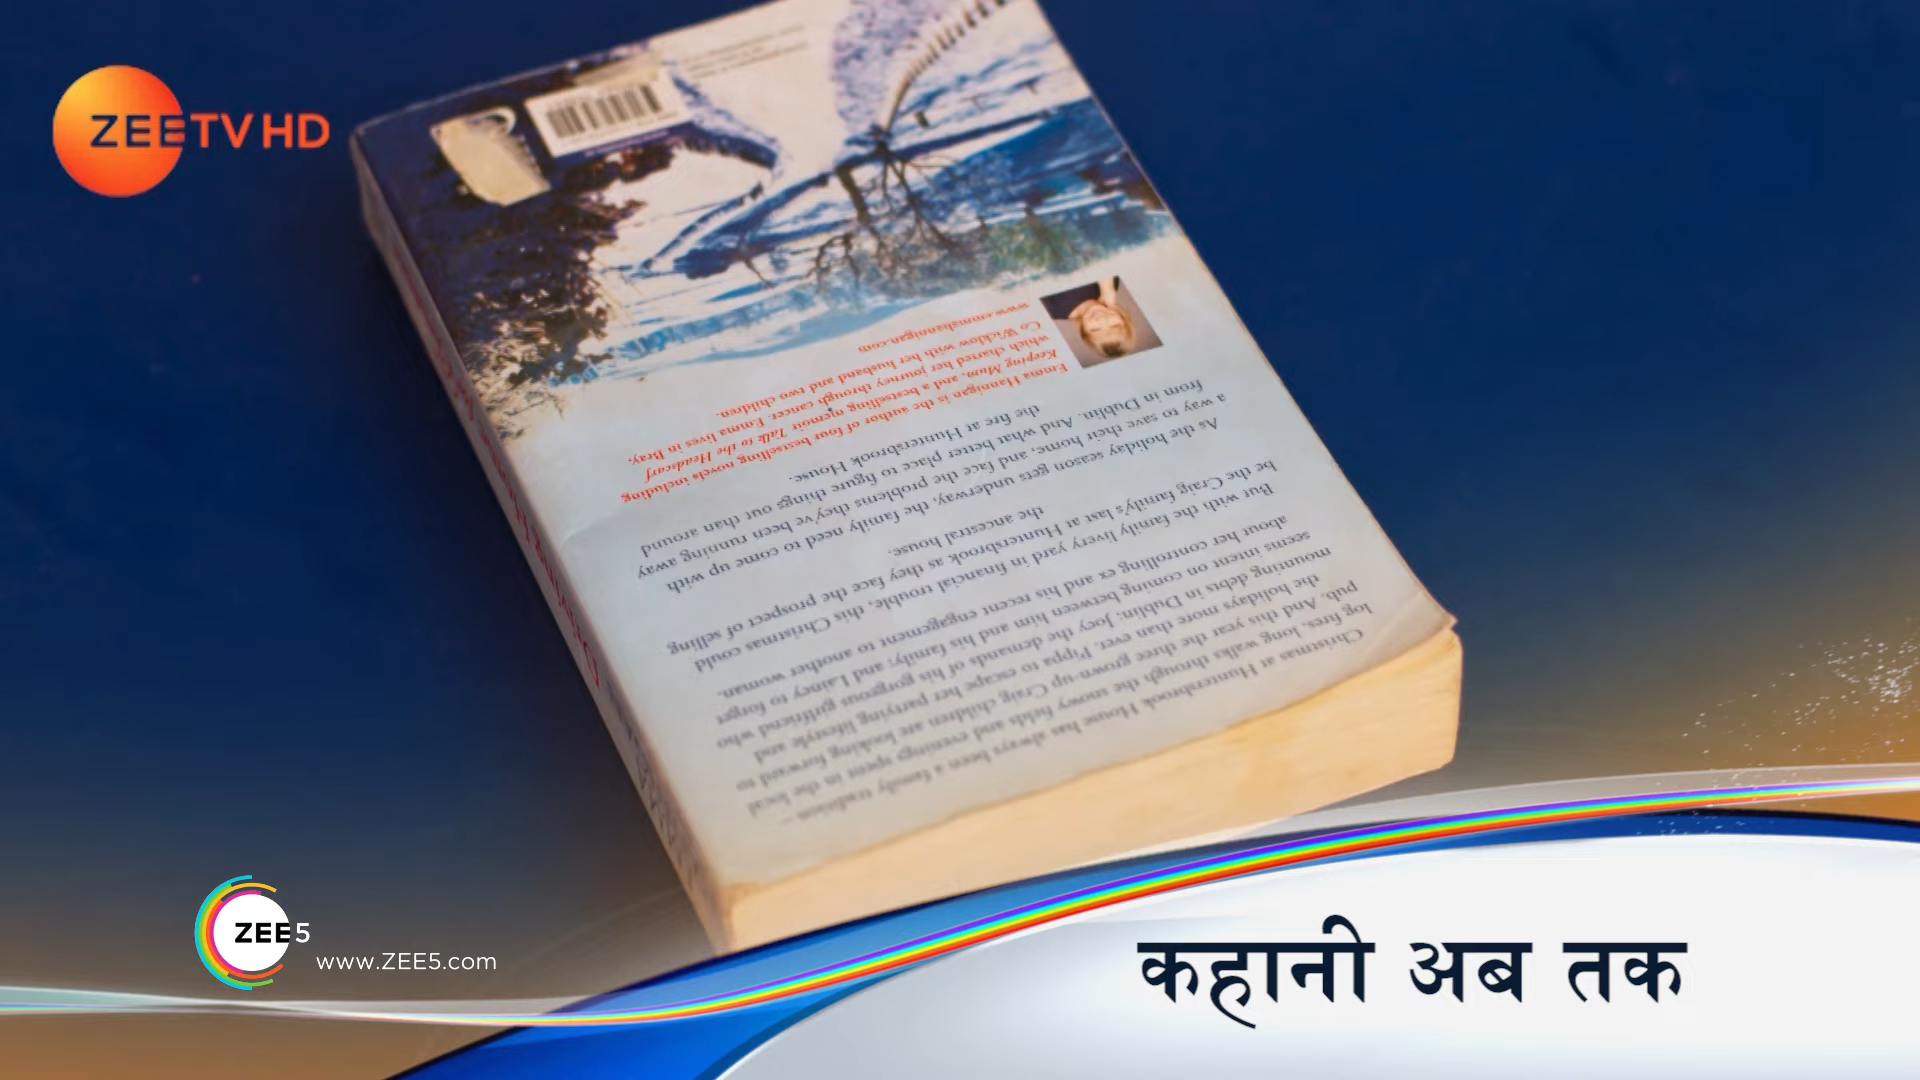 ZEE TV HD
Christmas at Huntersbrook House has always been a family tradition –
log fires, long walks through the snowy fields and evenings spent in the local
pub. And this year the three grown-up Craig children are looking forward to
the holidays more than ever. Pippa to escape her partying lifestyle and
mounting debts in Dublin; Joey the demands of his gorgeous girlfriend who
seems intent on coming between him and his family; and Lainey to forget
about her controlling ex and his recent engagement to another woman.
But with the family livery yard in financial trouble, this Christmas could
be the Craig family's last at Huntersbrook as they face the prospect of selling
the ancestral house.
As the holiday season gets underway, the family need to come up with
a way to save their home, and face the problems they've been running away
from in Dublin. And what better place to figure things out than around
the fire at Huntersbrook House.
Emma Hannigan is the author of four bestselling novels including
Keeping Mum, and a bestselling memoir Talk to the Headscarf
which charted her journey through cancer. Emma lives in Bray,
Co Wicklow with her husband and two children.
www.emmahannigan.com
ZEE5
www.ZEE5.com
कहानी अब तक